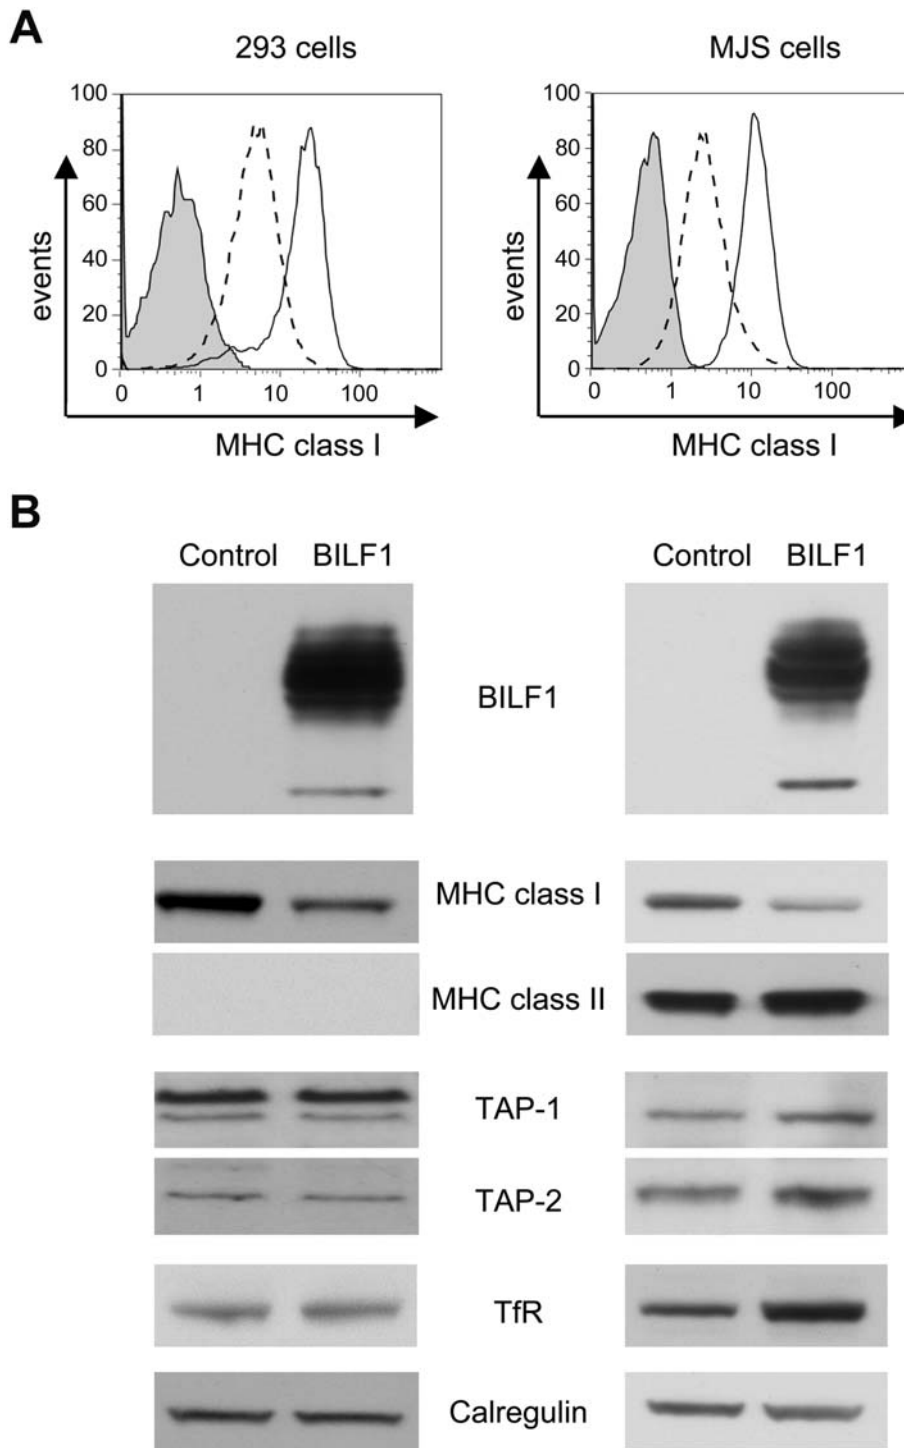 A
293 cells
MJS cells
100
80
60
40
20
0
events
0 1 10 100
MHC class I
100
80
60
40
20
0
events
0 1 10 100
MHC class I
B
Control BILF1
Control BILF1
BILF1
MHC class I
MHC class II
TAP-1
TAP-2
TfR
Calregulin